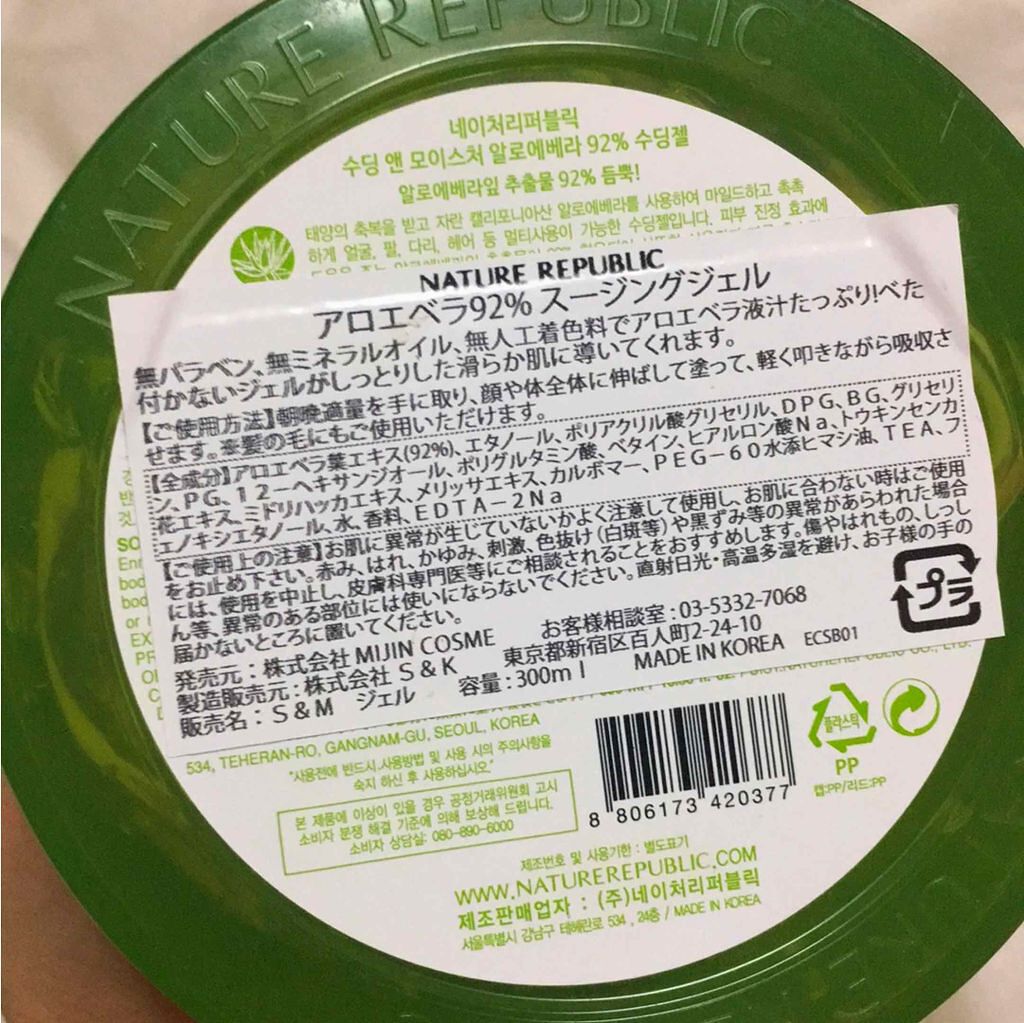 NATURE REPUBLIC
네이처리퍼블릭
수딩 앤 모이스처 알로에베라 92% 수딩젤
알로에베라잎 추출물 92% 듬뿍!
태양의 축복을 받고 자란 캘리포니아산 알로에베라를 사용하여 마일드하고 촉촉
하게 얼굴, 팔, 다리, 헤어 등 멀티사용이 가능한 수딩젤입니다. 피부 진정 효과에
NATURE REPUBLIC
アロエベラ92% スージングジェル
無パラベン、無ミネラルオイル、無人工着色料でアロエベラ液汁たっぷり!べた
付かないジェルがしっとりした滑らか肌に導いてくれます。
【ご使用方法】朝晩適量を手に取り、顔や体全体に伸ばして塗って、軽く叩きながら吸収さ
せます。※髪の毛にもご使用いただけます。
【全成分】アロエベラ葉エキス(92%)、エタノール、ポリアクリル酸グリセリル、DPG、BG、グリセリ
ン、PG、12-ヘキサンジオール、ポリグルタミン酸、ベタイン、ヒアルロン酸Na、トウキンセンカ
花エキス、ミドリハッカエキス、メリッサエキス、カルボマー、PEG-60水添ヒマシ油、TEA、フ
ェノキシエタノール、水、香料、EDTA-2Na
【ご使用上の注意】お肌に異常が生していないかよく注意して使用し、お肌に合わない時はご使用
をお止め下さい。赤み、はれ、かゆみ、刺激、色抜け(白斑等)や黒ずみ等の異常があらわれた場合
には、使用を中止し、皮膚科専門医等にご相談されることをおすすめします。傷やはれもの、しっし
ん等、異常のある部位には使いにならないでください。直射日光・高温多湿を避け、お子様の手の
届かないところに置いてください。
プラ
発売元:株式会社 MIJIN COSME お客様相談室:03-5332-7068
製造販売元:株式会社 S&K 東京都新宿区百人町2-24-10
販売名:S&M ジェル 容量:300ml MADE IN KOREA ECSB01
534, TEHERAN-RO, GANGNAM-GU, SEOUL, KOREA
"사용전에 반드시 사용방법 및 사용 시의 주의사항을
숙지 하신 후 사용하십시오."
본 제품에 이상이 있을 경우 공정거래위원회 고시
소비자 분쟁 해결 기준에 의해 보상해 드립니다.
소비자 상담실: 080-890-6000
8 806173 420377
플라스틱
PP
캡:PP/리드:PP
제조번호 및 사용기한 : 별도표기
WWW.NATUREREPUBLIC.COM
제조판매업자 : (주)네이처리퍼블릭
서울특별시 강남구 테헤란로 534 , 24층 / MADE IN KOREA